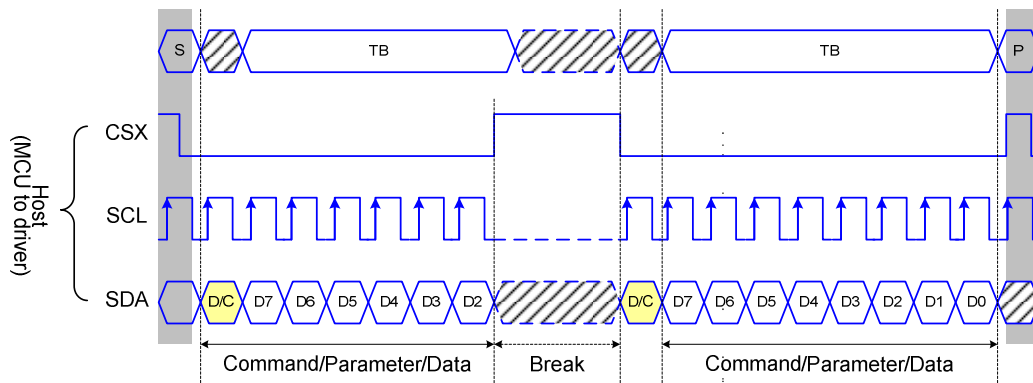 S TB TB P
CSX
SCL
SDA
Host
(MCU to driver)
D/C D7 D6 D5 D4 D3 D2 D/C D7 D6 D5 D4 D3 D2 D1 D0
Command/Parameter/Data Break Command/Parameter/Data